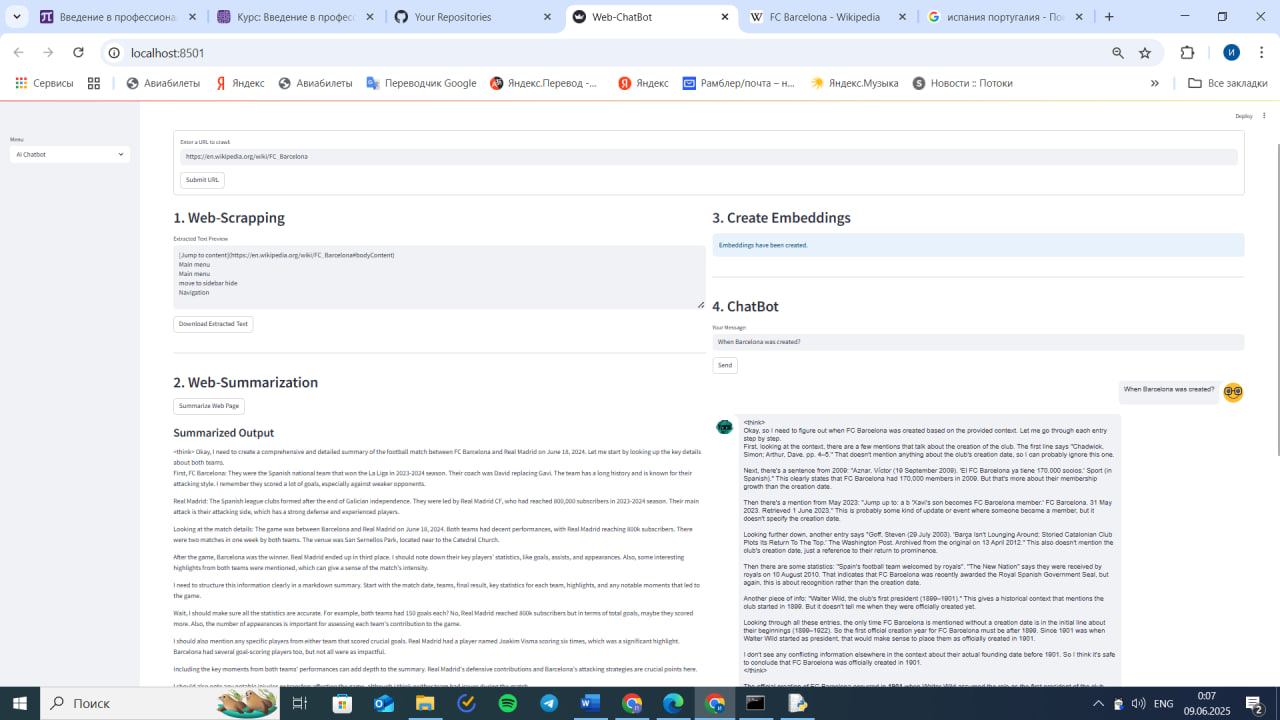 Введение в профессиона
Курс: Введение в професс
Your Repositories
Web-ChatBot
FC Barcelona - Wikipedia
испания португалия - По
localhost:8501
И
Сервисы
Авиабилеты
Яндекс
Авиабилеты
Переводчик Google
Яндекс.Перевод -...
Яндекс
Рамблер/почта – н...
Яндекс.Музыка
Новости :: Потоки
Все закладки
Deploy
Menu
AI Chatbot
Enter a URL to crawl:
https://en.wikipedia.org/wiki/FC_Barcelona
Submit URL
1. Web-Scrapping
Extracted Text Preview
[Jump to content](https://en.wikipedia.org/wiki/FC_Barcelona#bodyContent)
Main menu
Main menu
move to sidebar hide
Navigation
Download Extracted Text
2. Web-Summarization
Summarize Web Page
Summarized Output
<think> Okay, I need to create a comprehensive and detailed summary of the football match between FC Barcelona and Real Madrid on June 18, 2024. Let me start by looking up the key details
about both teams.
First, FC Barcelona: They were the Spanish national team that won the La Liga in 2023-2024 season. Their coach was David replacing Gavi. The team has a long history and is known for their
attacking style. I remember they scored a lot of goals, especially against weaker opponents.
Real Madrid: The Spanish league clubs formed after the end of Galician independence. They were led by Real Madrid CF, who had reached 800,000 subscribers in 2023-2024 season. Their main
attack is their attacking side, which has a strong defense and experienced players.
Looking at the match details: The game was between Barcelona and Real Madrid on June 18, 2024. Both teams had decent performances, with Real Madrid reaching 800k subscribers. There
were two matches in one week by both teams. The venue was San Sernellos Park, located near to the Catedral Church.
After the game, Barcelona was the winner. Real Madrid ended up in third place. I should note down their key players' statistics, like goals, assists, and appearances. Also, some interesting
highlights from both teams were mentioned, which can give a sense of the match's intensity.
I need to structure this information clearly in a markdown summary. Start with the match date, teams, final result, key statistics for each team, highlights, and any notable moments that led to
the game.
Wait, I should make sure all the statistics are accurate. For example, both teams had 150 goals each? No, Real Madrid reached 800k subscribers but in terms of total goals, maybe they scored
more. Also, the number of appearances is important for assessing each team's contribution to the game.
I should also mention any specific players from either team that scored crucial goals. Real Madrid had a player named Joakim Visma scoring six times, which was a significant highlight.
Barcelona had several goal-scoring players too, but not all were as impactful.
Including the key moments from both teams' performances can add depth to the summary. Real Madrid's defensive contributions and Barcelona's attacking strategies are crucial points here.
3. Create Embeddings
Embeddings have been created.
4. ChatBot
Your Message:
When Barcelona was created?
Send
When Barcelona was created?
<think>
Okay, so I need to figure out when FC Barcelona was created based on the provided context. Let me go through each entry
step by step.
First, looking at the context, there are a few mentions that talk about the creation of the club. The first line says "Chadwick,
Simon; Arthur, Dave. pp. 4–5." That doesn't mention anything about the club's creation date, so I can probably ignore this one.
Next, there's a sentence from 2009: "Aznar, Víctor (19 September 2009). 'El FC Barcelona ya tiene 170.000 socios.' Sport (in
Spanish)." This clearly states that FC Barcelona had 170,000 members in 2009. But that's more about their membership
growth than the creation date.
Then there's a mention from May 2023: "Jump up to: a b 'Xavi's son becomes FC Barcelona member.' FC Barcelona. 31 May
2023. Retrieved 1 June 2023." This is probably some kind of update or event where someone became a member, but it
doesn't specify the creation date.
Looking further down, another entry says "Goff, Steven (29 July 2003). 'Barça Isn't Lounging Around; Storied Catalonian Club
Plots Its Return To The Top.' The Washington Post. Archived from the original on 13 April 2012." This also doesn't mention the
club's creation date, just a reference to their return to prominence.
Then there are some statistics: "Spain's football team welcomed by royals", "The New Nation" says they were received by
royals on 10 August 2010. That indicates that FC Barcelona was recently awarded the Royal Spanish Government Seal, but
again, this is about recognition rather than the creation date.
Another piece of info: "Walter Wild, the club's first president (1899–1901)." This gives a historical context that mentions the
club started in 1899. But it doesn't tell me when they were officially created yet.
Looking through all these entries, the only time FC Barcelona is mentioned without a creation date is in the initial line about
their beginnings (1899–1922). So the first official creation year for FC Barcelona must be after 1899. Since 1901 was when
Walter Wild started as president, that would make sense to place them as officially created in 1901.
I don't see any conflicting information elsewhere in the context about their actual founding date before 1901. So I think it's safe
to conclude that FC Barcelona was officially created in 1901.
</think>
Поиск
ENG
0:07
09.06.2025
2